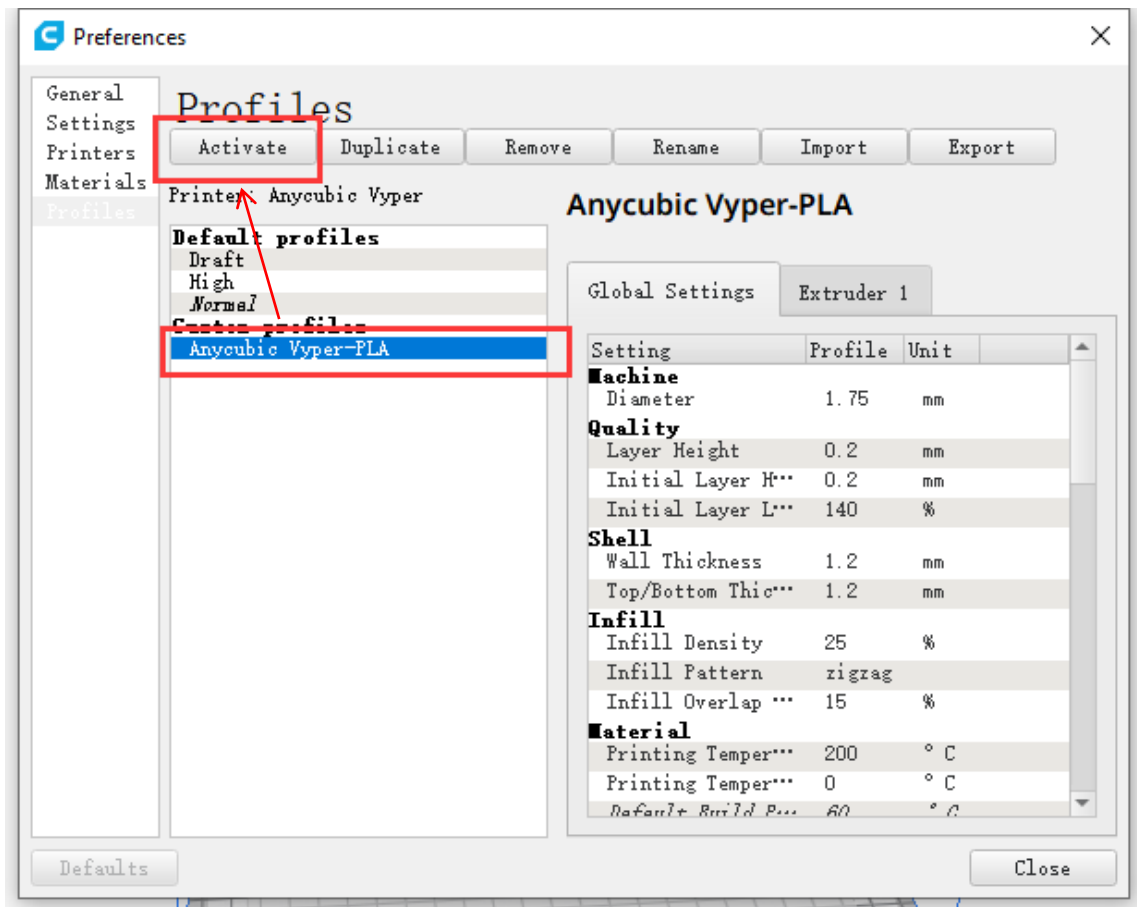 Preferences
General
Settings
Printers
Materials
Profiles
Profiles
Activate Duplicate Remove Rename Import Export
Printer: Anycubic Vyper
Default profiles
Draft
High
Normal
Custom profiles
Anycubic Vyper-PLA
Anycubic Vyper-PLA
Global Settings Extruder 1
Setting Profile Unit
Machine
Diameter 1.75 mm
Quality
Layer Height 0.2 mm
Initial Layer H... 0.2 mm
Initial Layer L... 140 %
Shell
Wall Thickness 1.2 mm
Top/Bottom Thic... 1.2 mm
Infill
Infill Density 25 %
Infill Pattern zigzag
Infill Overlap ... 15 %
Material
Printing Temper... 200 ° C
Printing Temper... 0 ° C
Default Build P... 60 ° C
Defaults Close